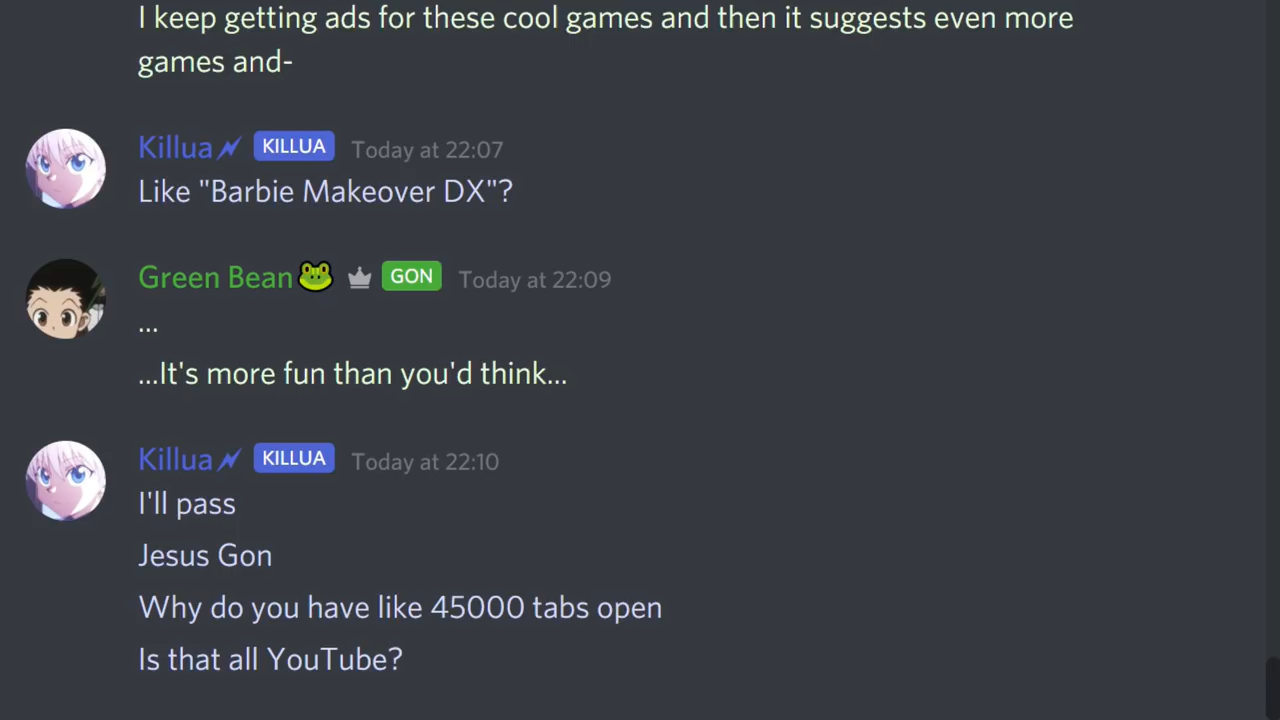 I keep getting ads for these cool games and then it suggests even more
games and-
Killua KILLUA Today at 22:07
Like "Barbie Makeover DX"?
Green Bean🐸 GON Today at 22:09
...
...It's more fun than you'd think...
Killua KILLUA Today at 22:10
I'll pass
Jesus Gon
Why do you have like 45000 tabs open
Is that all YouTube?